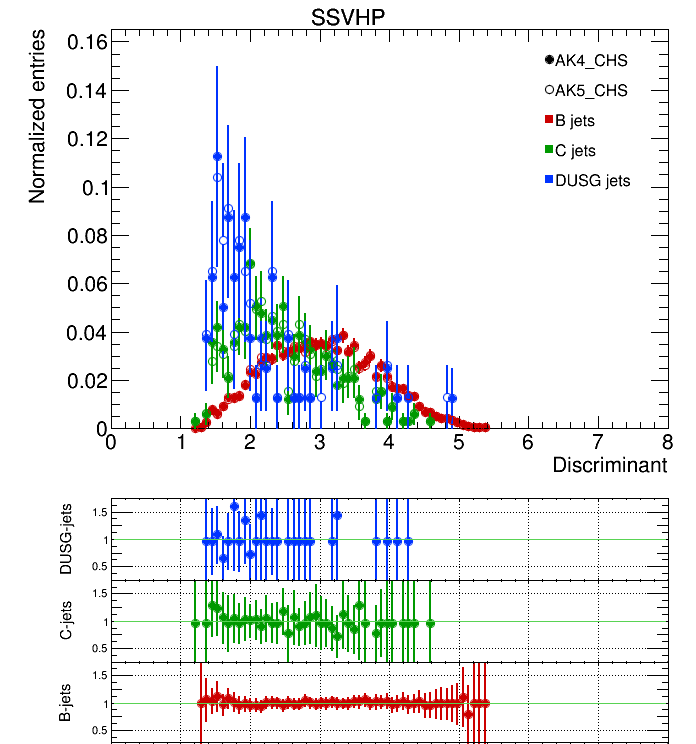 SSVHP
Normalized entries
0.16
0.14
0.12
0.1
0.08
0.06
0.04
0.02
0
AK4_CHS
AK5_CHS
B jets
C jets
DUSG jets
0 1 2 3 4 5 6 7 8
Discriminant
DUSG-jets
1.5
1
0.5
C-jets
1.5
1
0.5
B-jets
1.5
1
0.5